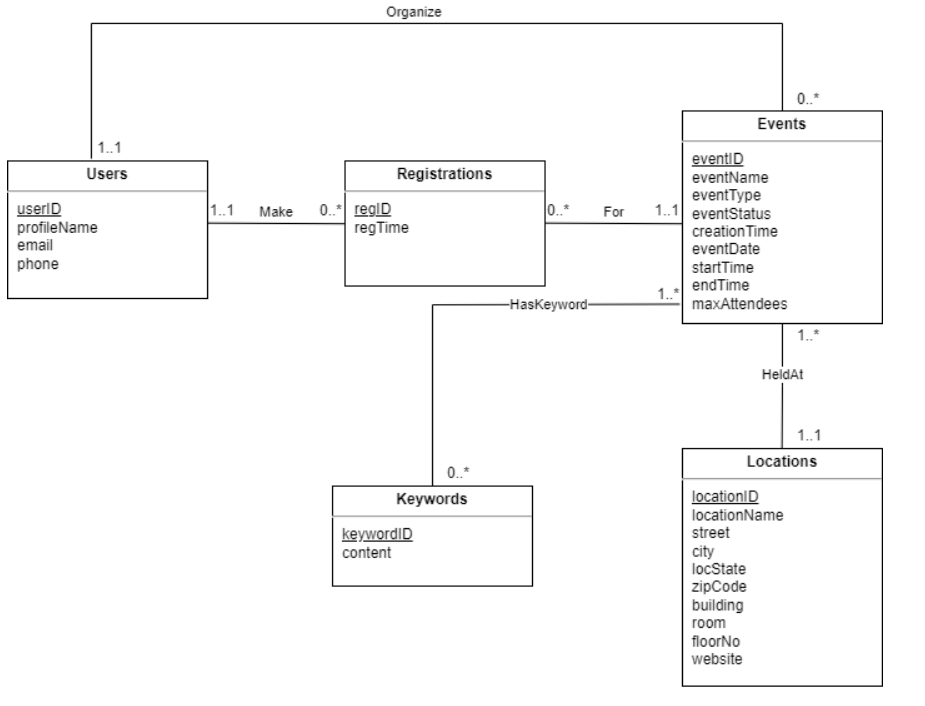 Organize
0..*
Events
eventID
eventName
eventType
eventStatus
creationTime
eventDate
startTime
endTime
maxAttendees
1..1
Users
userID
profileName
email
phone
1..1 Make 0..*
Registrations
regID
regTime
0..* For 1..1
1..*
HasKeyword
1..*
HeldAt
1..1
0..*
Keywords
keywordID
content
Locations
locationID
locationName
street
city
locState
zipCode
building
room
floorNo
website